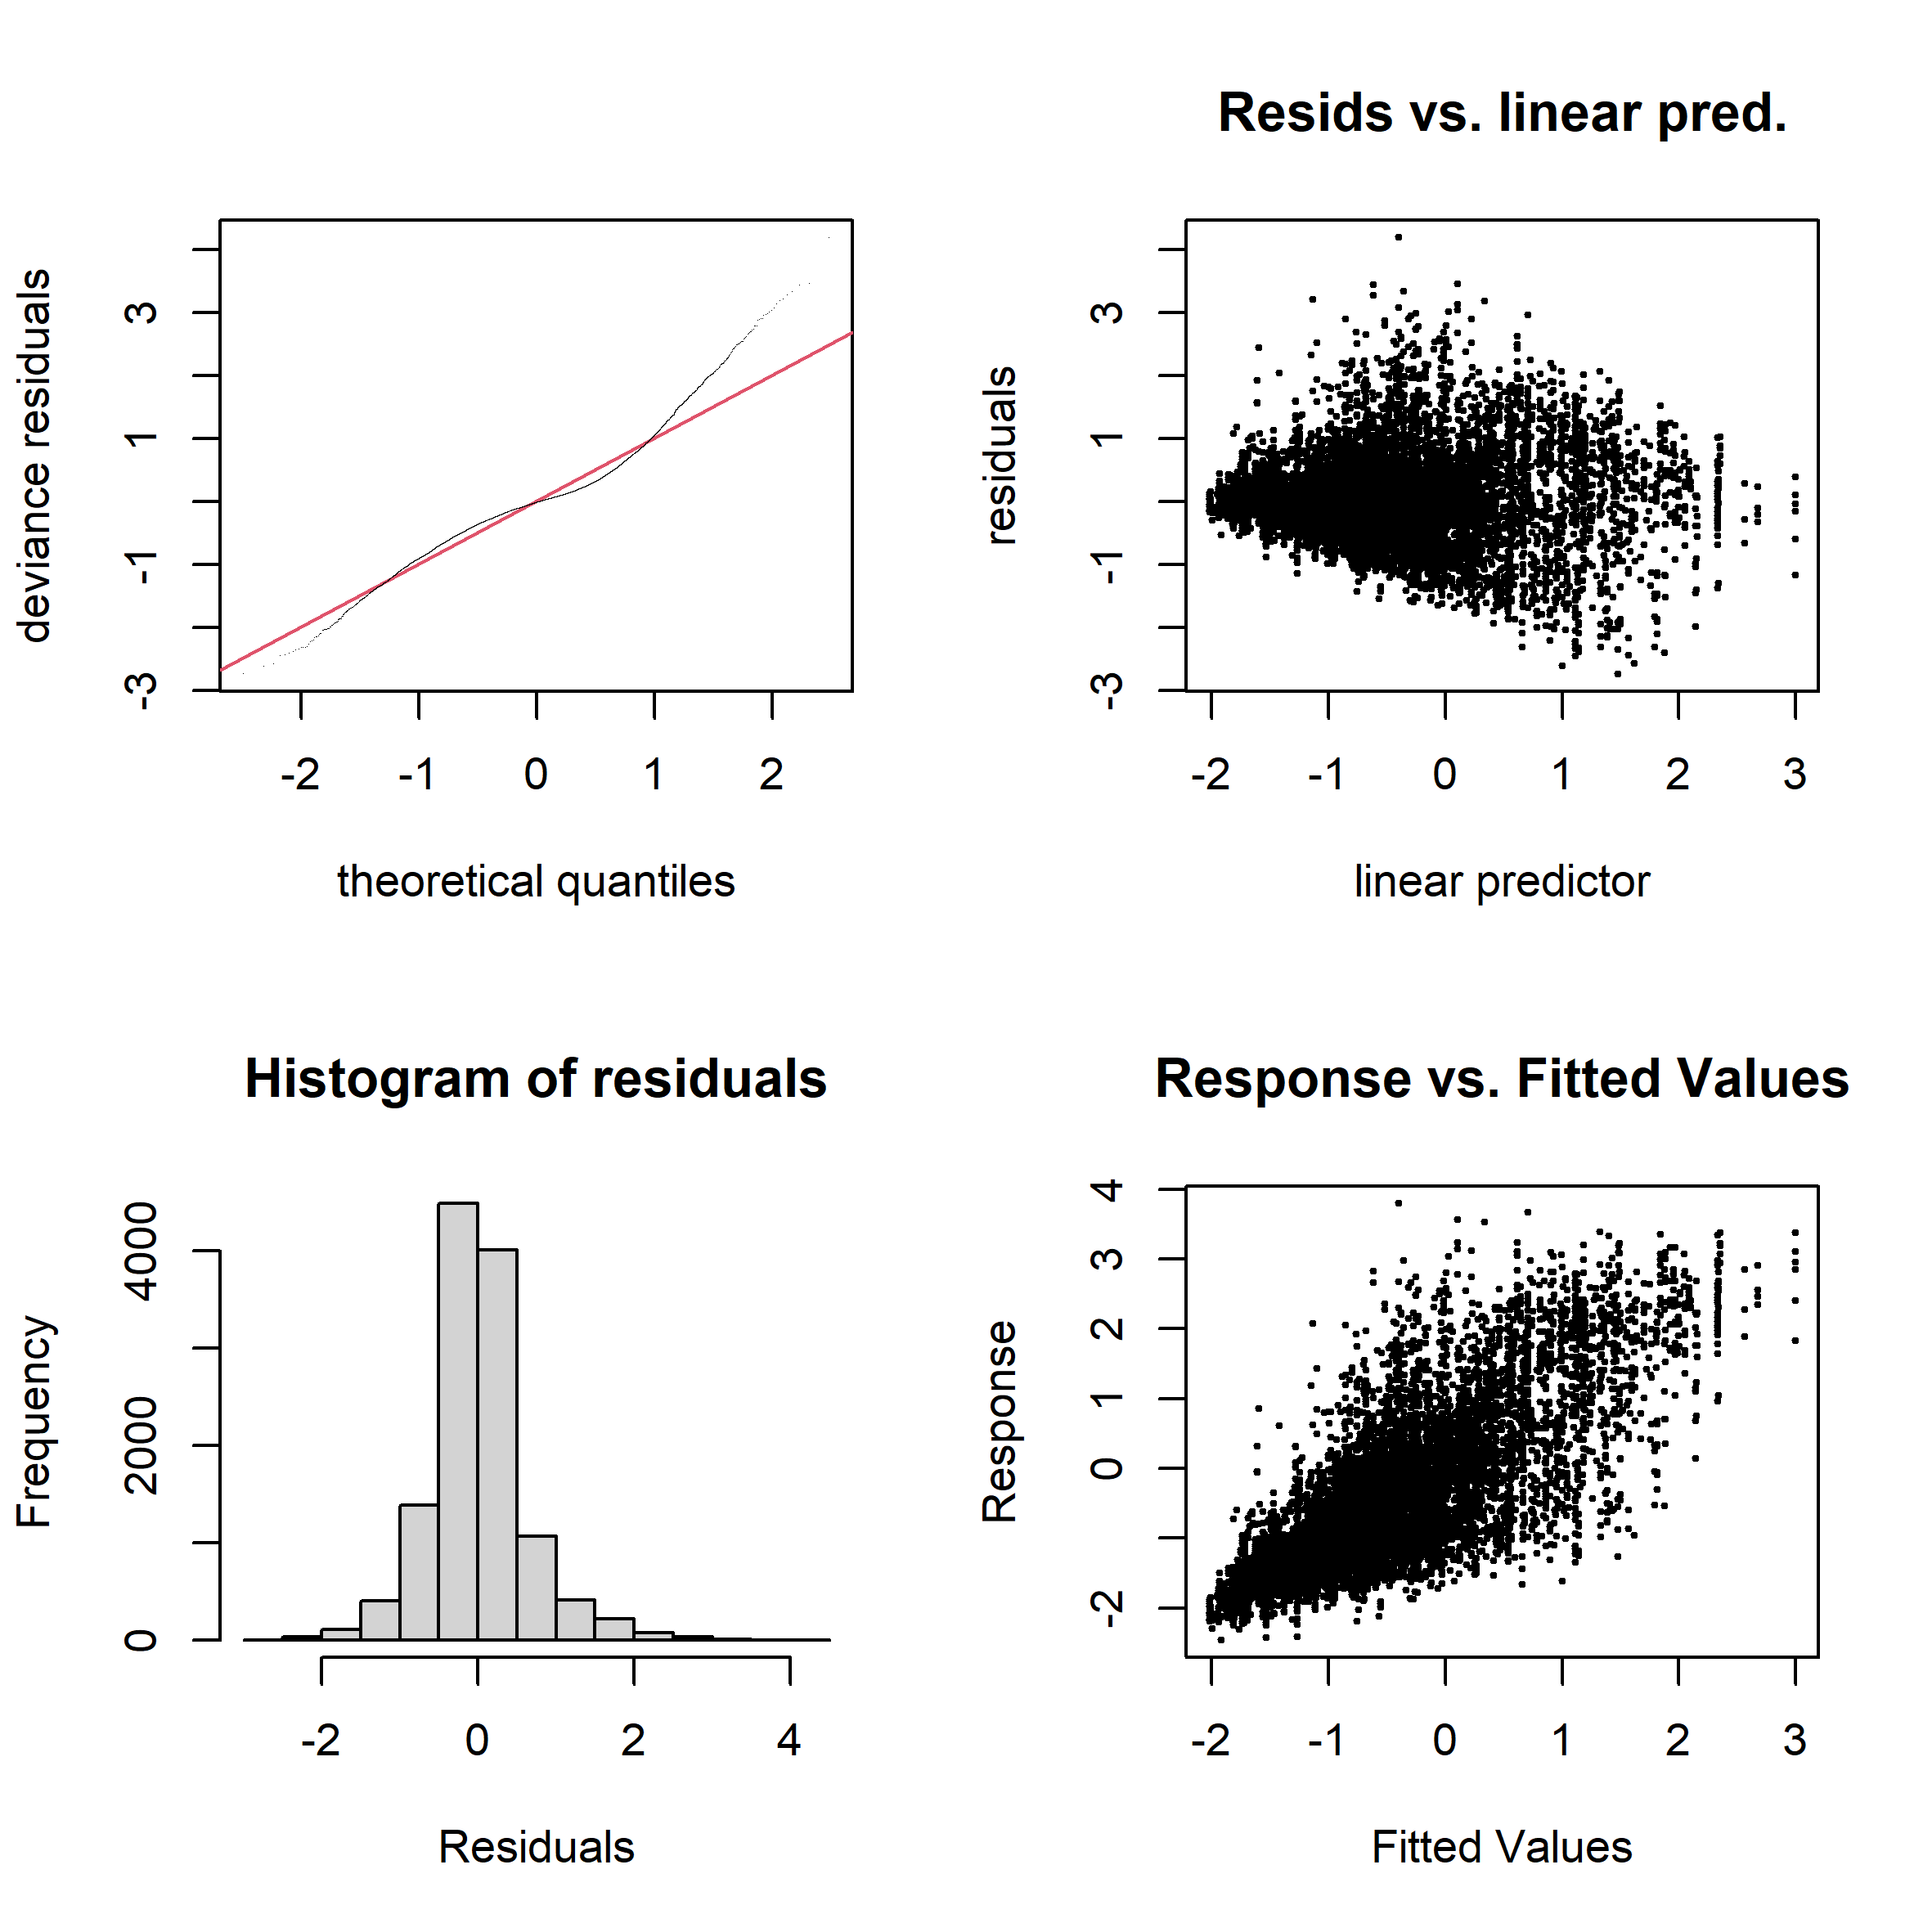 deviance residuals
3
1
-1
-3
-2 -1 0 1 2
theoretical quantiles
Resids vs. linear pred.
residuals
3
1
-1
-3
-2 -1 0 1 2 3
linear predictor
Histogram of residuals
Frequency
4000
2000
0
-2 0 2 4
Residuals
Response vs. Fitted Values
Response
4
3
2
1
0
-2
-2 -1 0 1 2 3
Fitted Values